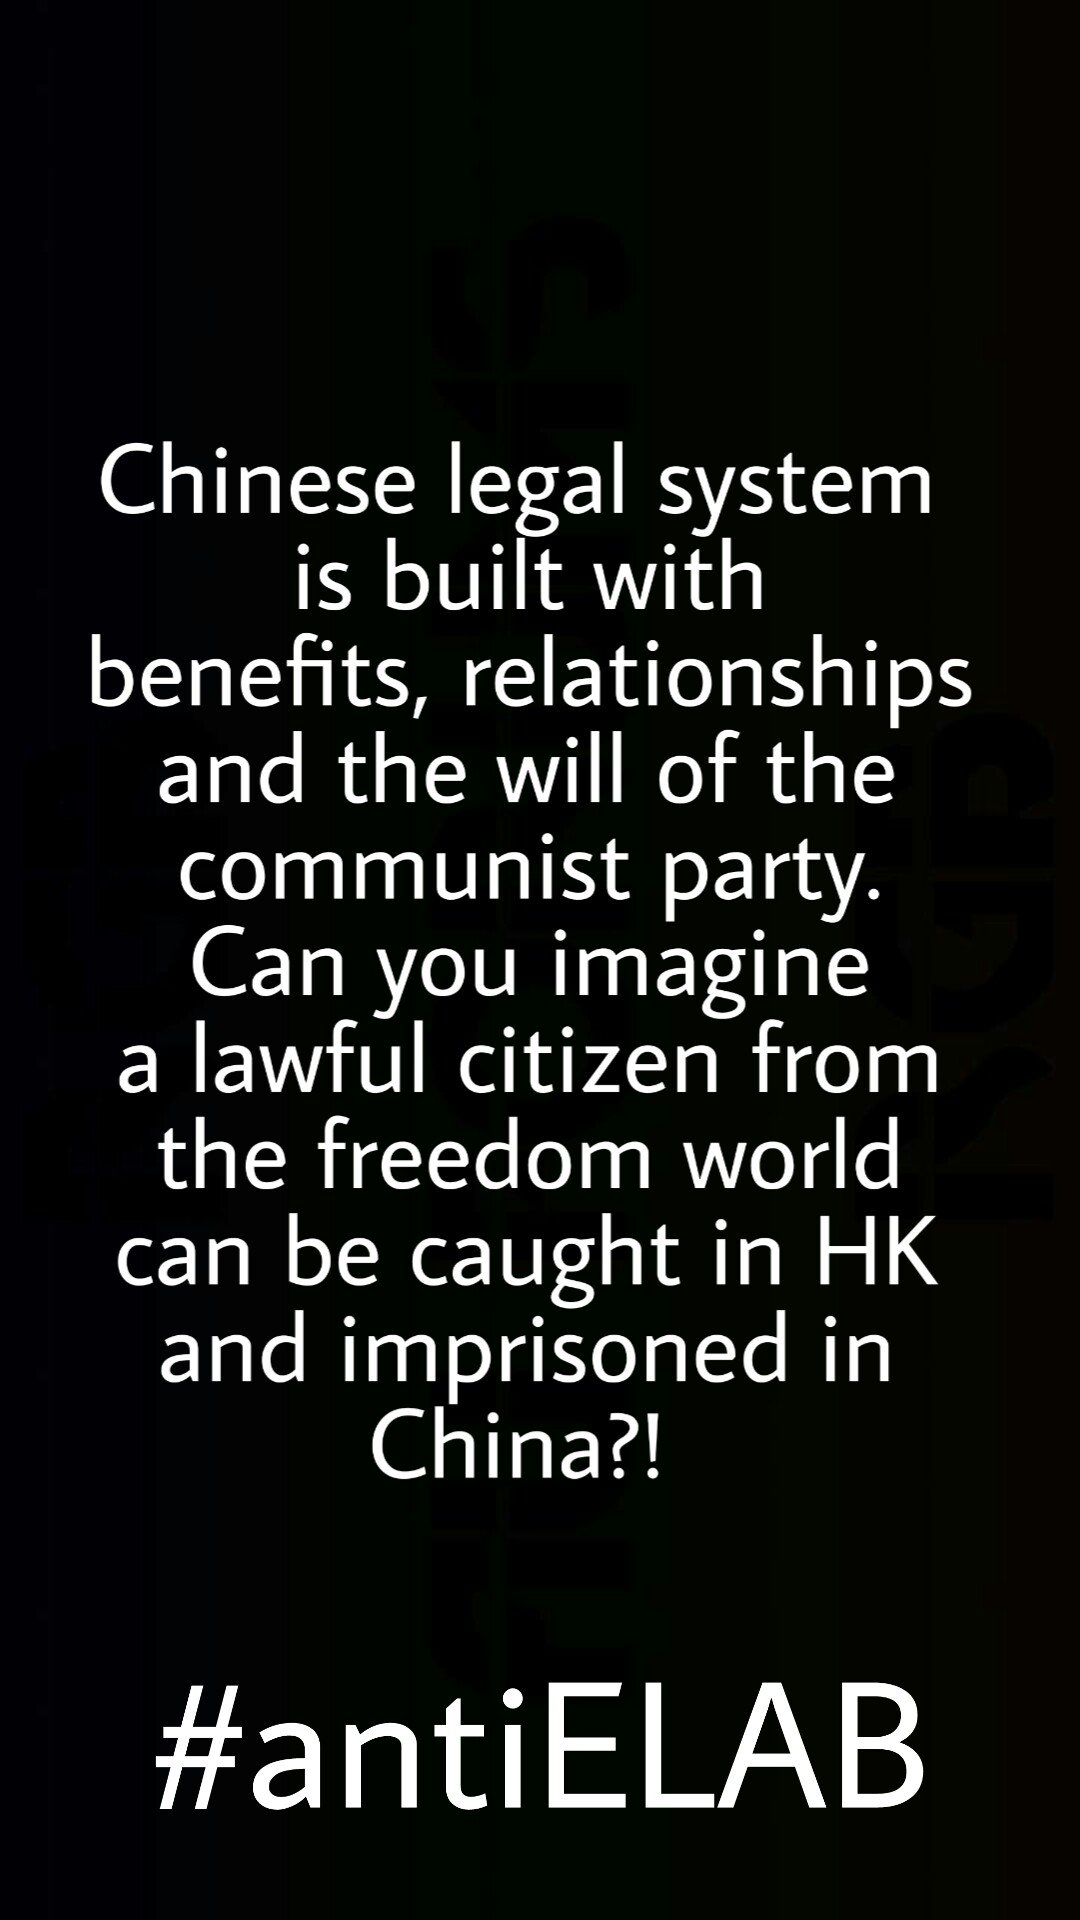 Chinese legal system
is built with
benefits, relationships
and the will of the
communist party.
Can you imagine
a lawful citizen from
the freedom world
can be caught in HK
and imprisoned in
China?!
#antiELAB